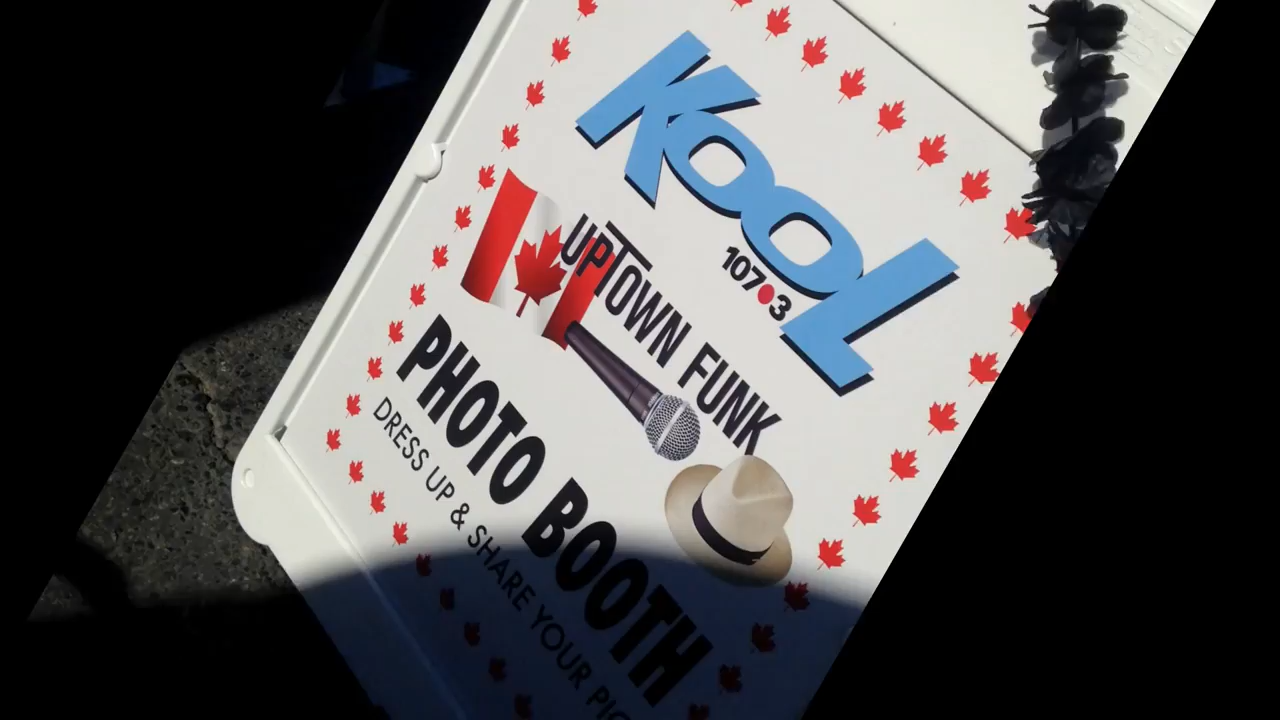 KOOL
107.3
UPTOWN FUNK
PHOTO BOOTH
DRESS UP & SHARE YOUR